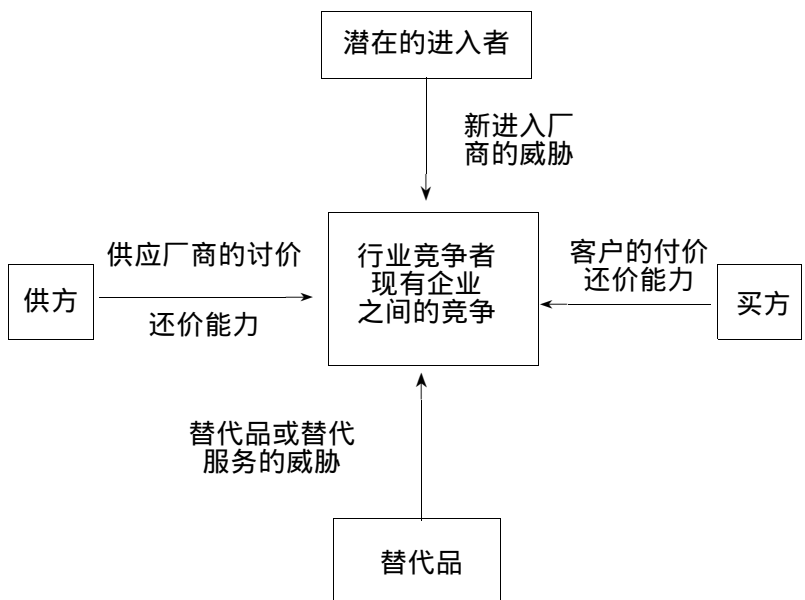 潜在的进入者
新进入厂
商的威胁
供应厂商的讨价
行业竞争者
现有企业
之间的竞争
客户的付价
还价能力
供方
还价能力
买方
替代品或替代
服务的威胁
替代品